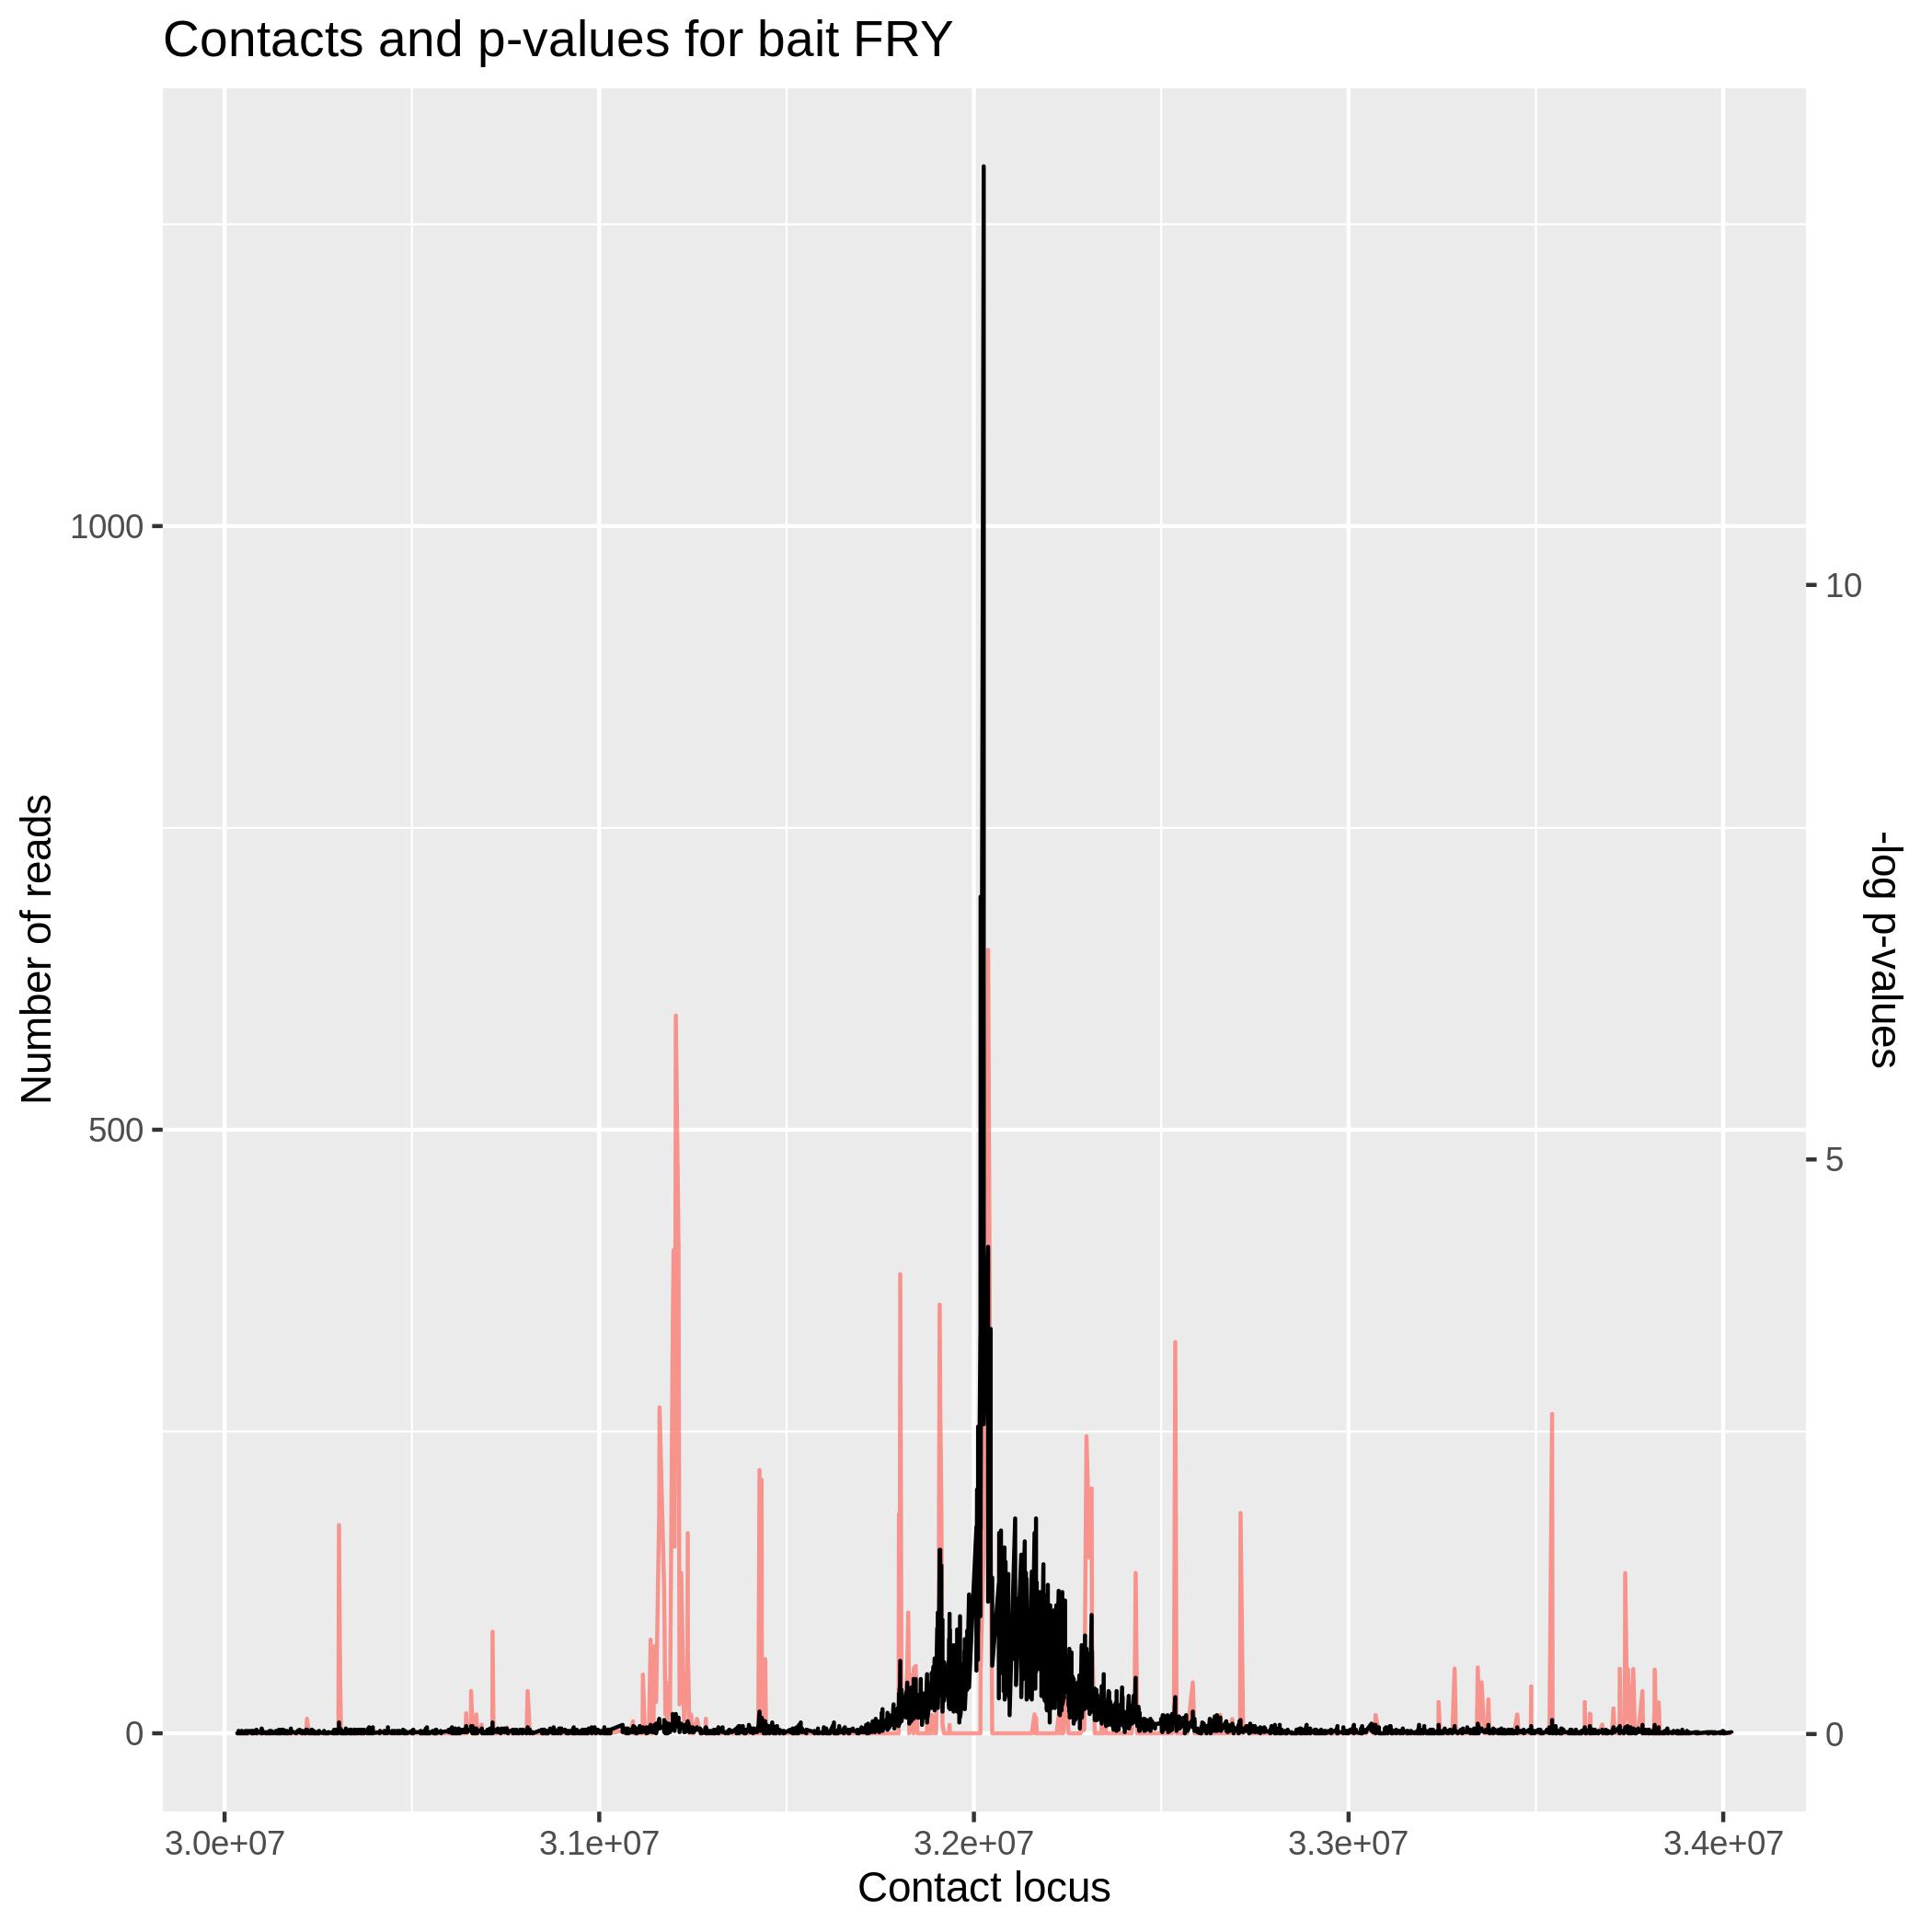 Contacts and p-values for bait FRY
1000
500
0
Number of reads
10
5
0
-log p-values
3.0e+07 3.1e+07 3.2e+07 3.3e+07 3.4e+07
Contact locus